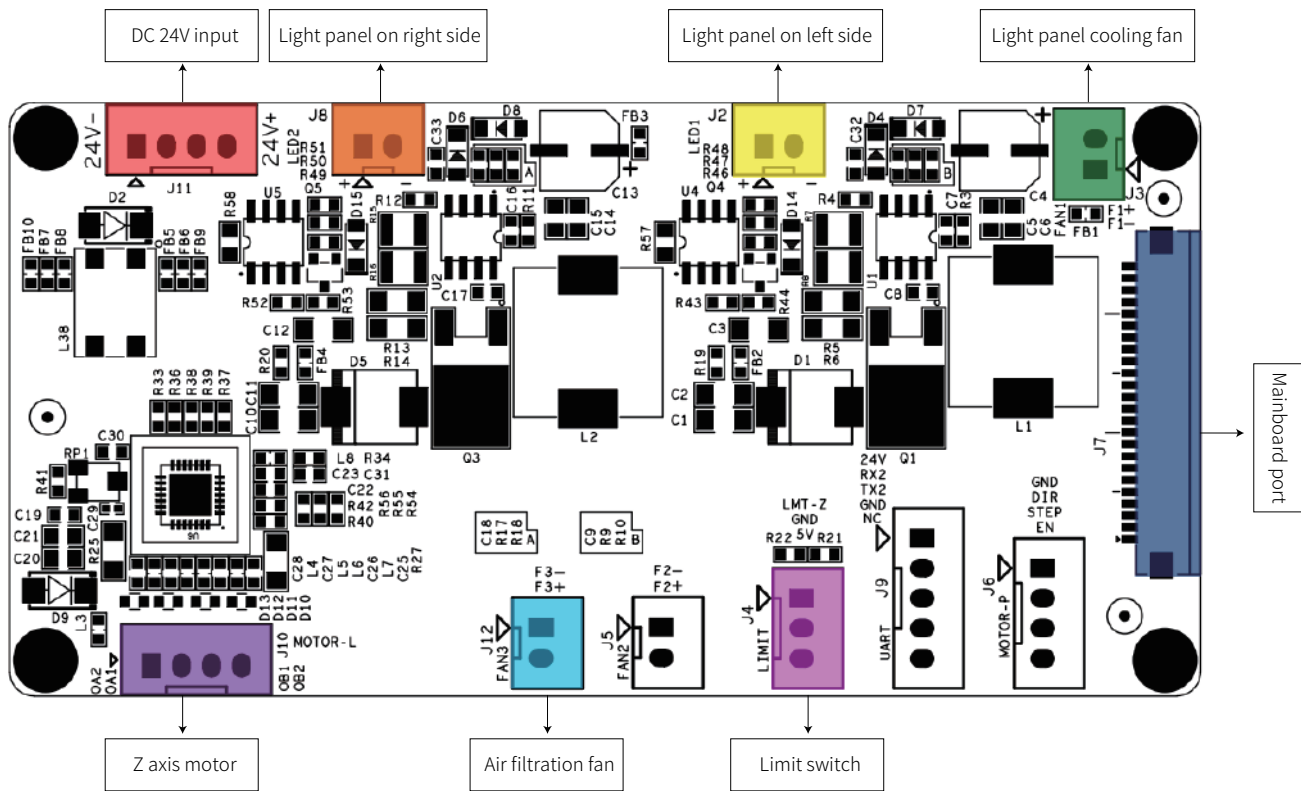 DC 24V input
Light panel on right side
Light panel on left side
Light panel cooling fan
24V-
24V+
J11
J8
LED2
R51
R50
R49
+
-
C33
D6
D8
FB3
+
C13
A
J2
LED1
R48
R47
R46
Q4
+
-
C32
D4
D7
+
C4
B
J3
FAN1
F1+
F1-
FB1
D2
FB10
FB7
FB8
FB5
FB6
FB9
L38
R58
U5
Q5
D15
R12
R15
R16
C16
R11
C15
C14
U2
C17
R52
R53
C12
R13
R14
R20
FB4
D5
C11
C10
L2
Q3
R57
U4
D14
R4
R7
R8
U1
C7
R3
C5
C6
C8
R43
R44
C3
R5
R6
R19
FB2
D1
C2
C1
L1
Q1
J7
Mainboard port
R33
R36
R38
R39
R37
C30
RP1
R41
C19
C21
C20
C29
R25
U6
L8
R34
C23
C31
C22
R42
R40
R56
R55
R54
D9
L3
D13
D12
D11
D10
C28
L4
C27
L5
L6
C26
L7
C25
R27
C18
R17
R18
A
C9
R9
R10
B
LMT-Z
GND
5V
R22
R21
24V
RX2
TX2
GND
NC
GND
DIR
STEP
EN
OA2
OA1
J10
MOTOR-L
OB1
OB2
F3-
F3+
J12
FAN3
F2-
F2+
J5
FAN2
J4
LIMIT
J9
UART
J6
MOTOR-P
Z axis motor
Air filtration fan
Limit switch